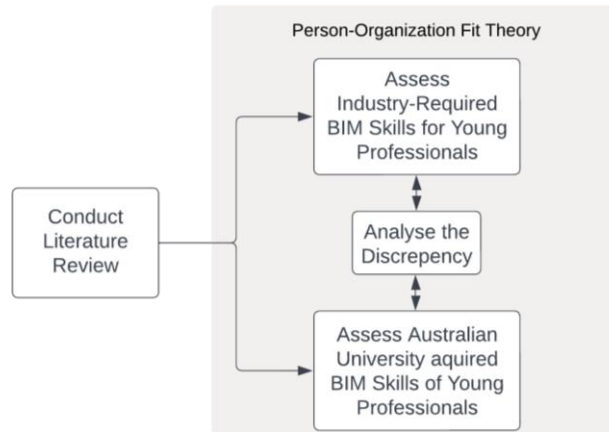 Person-Organization Fit Theory
Assess
Industry-Required
BIM Skills for Young
Professionals
Conduct
Literature
Review
Analyse the
Discrepency
Assess Australian
University aquired
BIM Skills of Young
Professionals